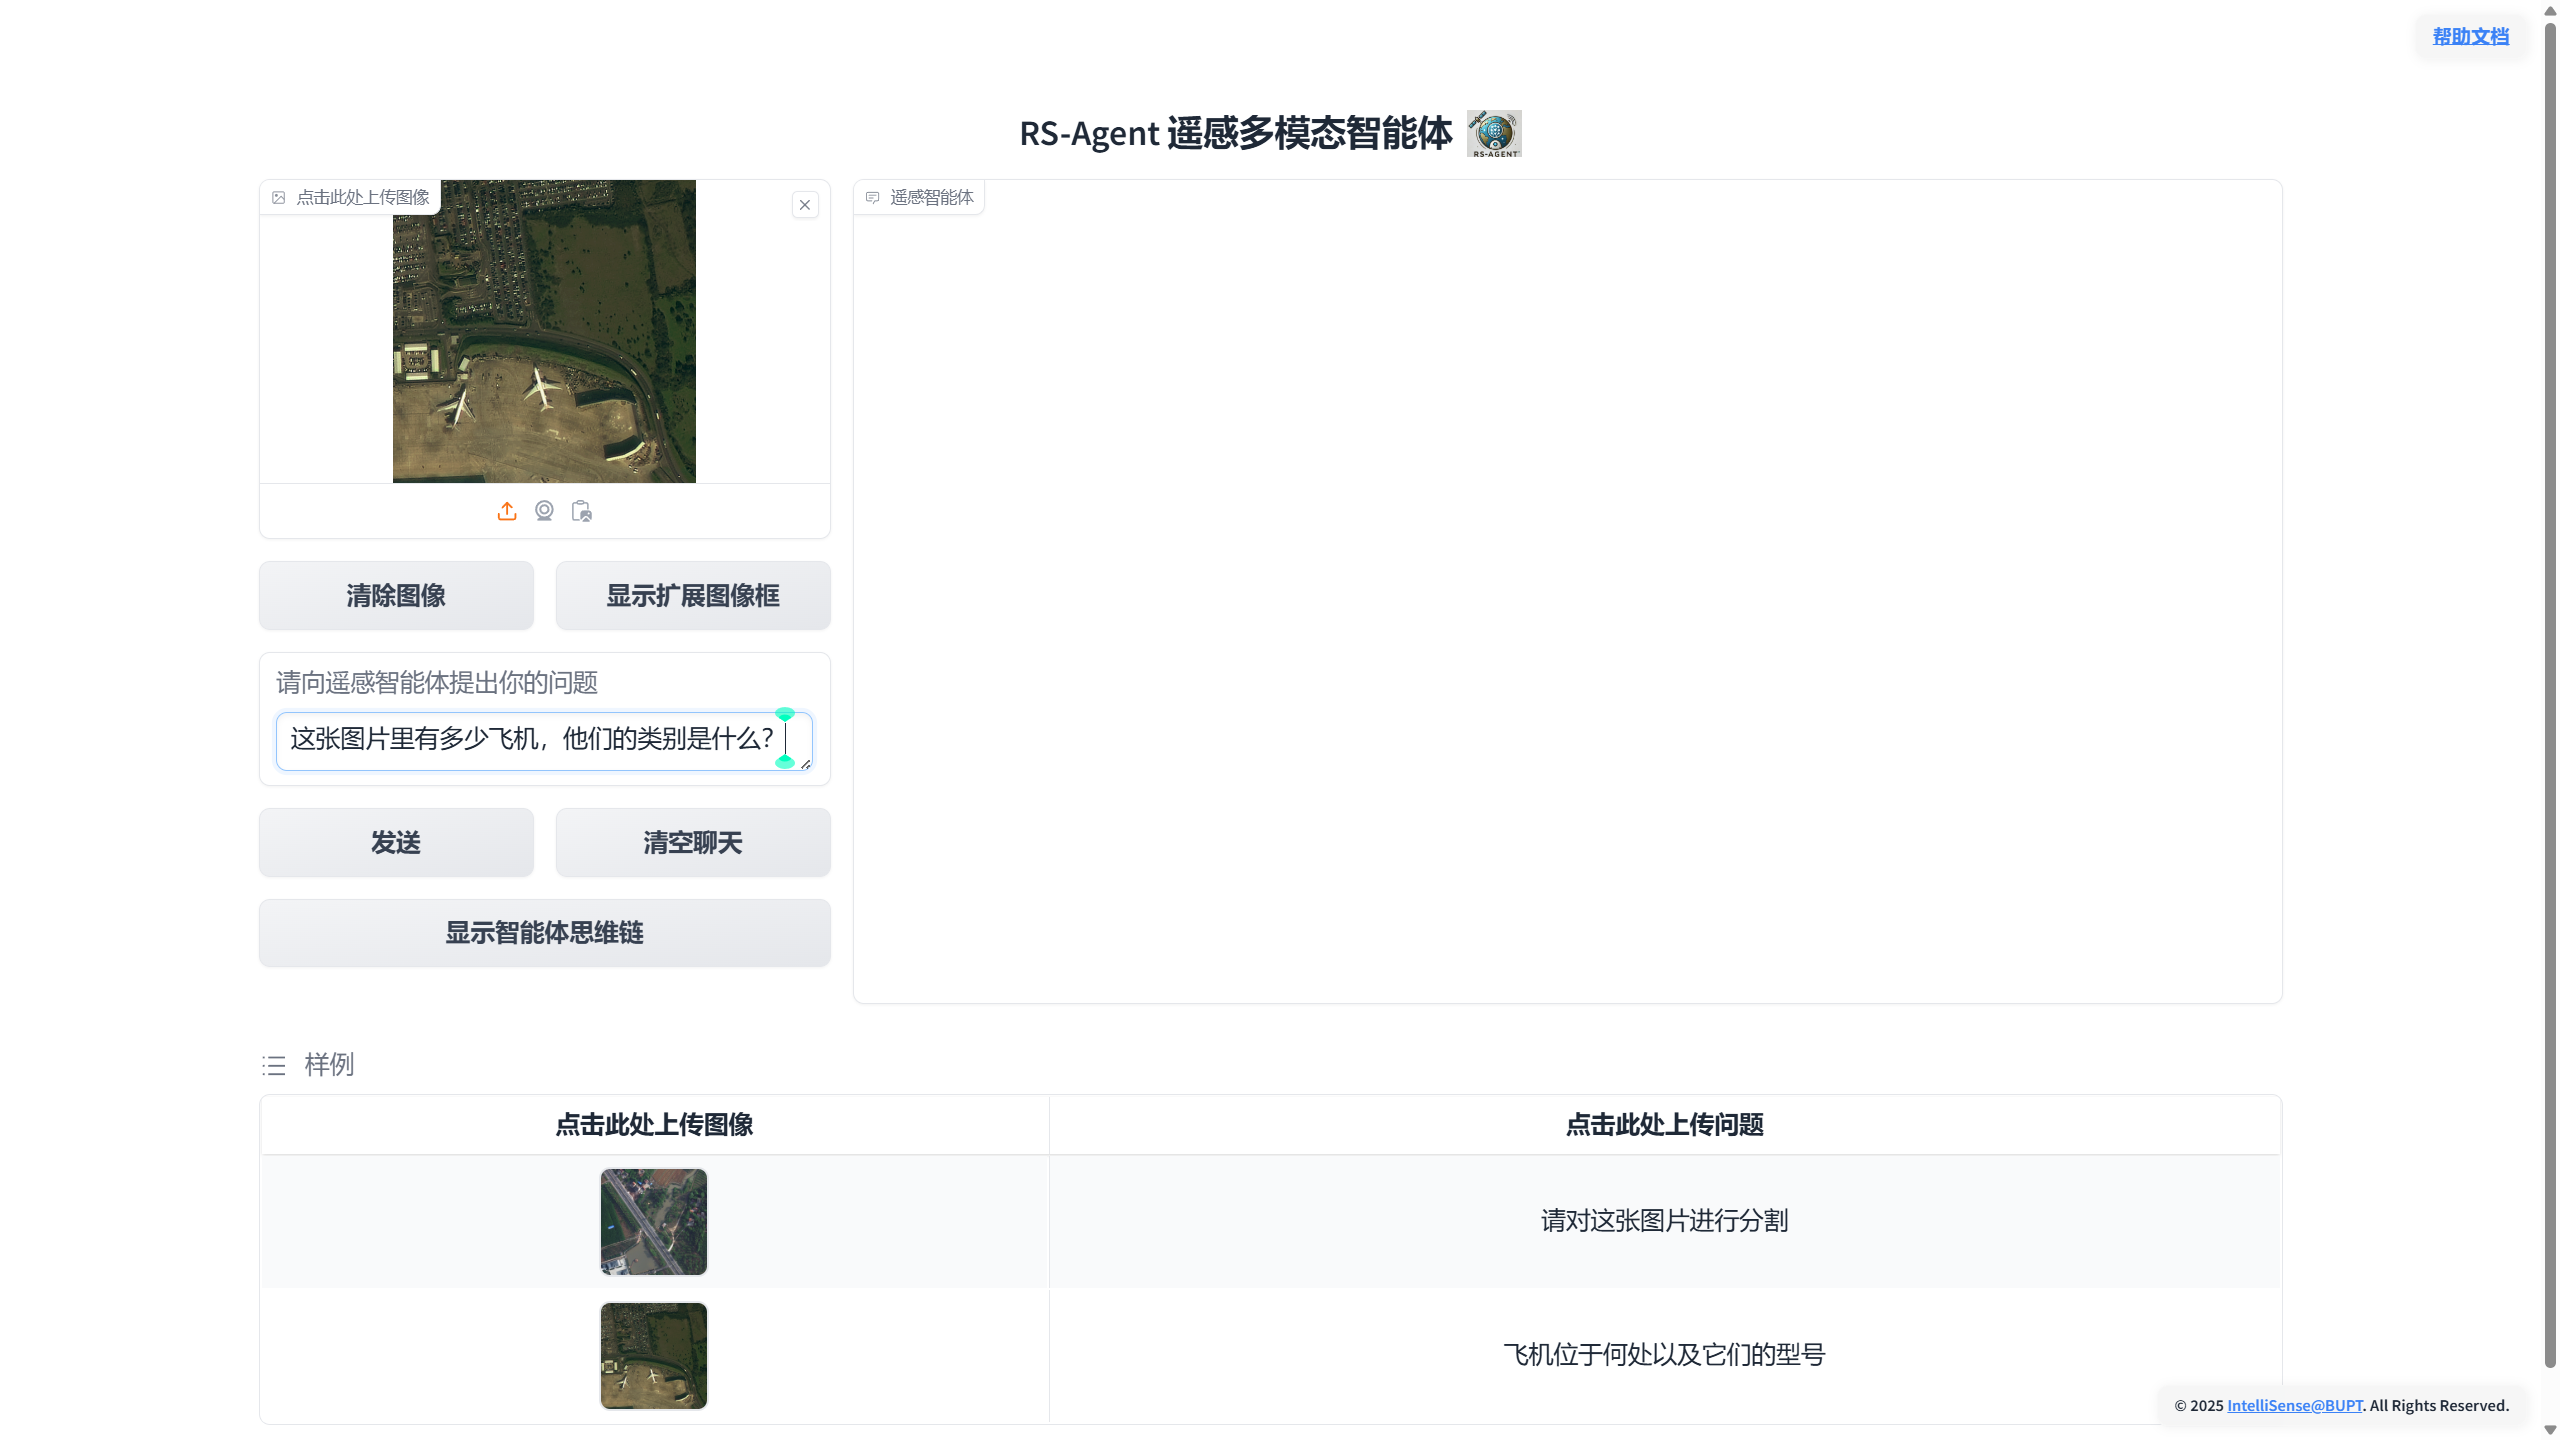 帮助文档
RS-Agent 遥感多模态智能体
RS-AGENT
点击此处上传图像
遥感智能体
清除图像
显示扩展图像框
请向遥感智能体提出你的问题
这张图片里有多少飞机，他们的类别是什么？
发送
清空聊天
显示智能体思维链
样例
点击此处上传图像
点击此处上传问题
请对这张图片进行分割
飞机位于何处以及它们的型号
© 2025 IntelliSense@BUPT. All Rights Reserved.